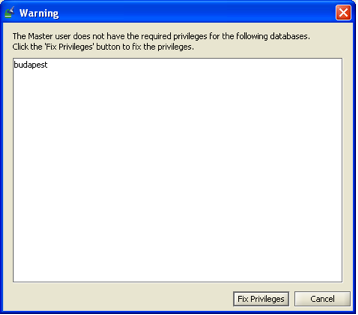 Warning
The Master user does not have the required privileges for the following databases.
Click the 'Fix Privileges' button to fix the privileges.
budapest
Fix Privileges
Cancel